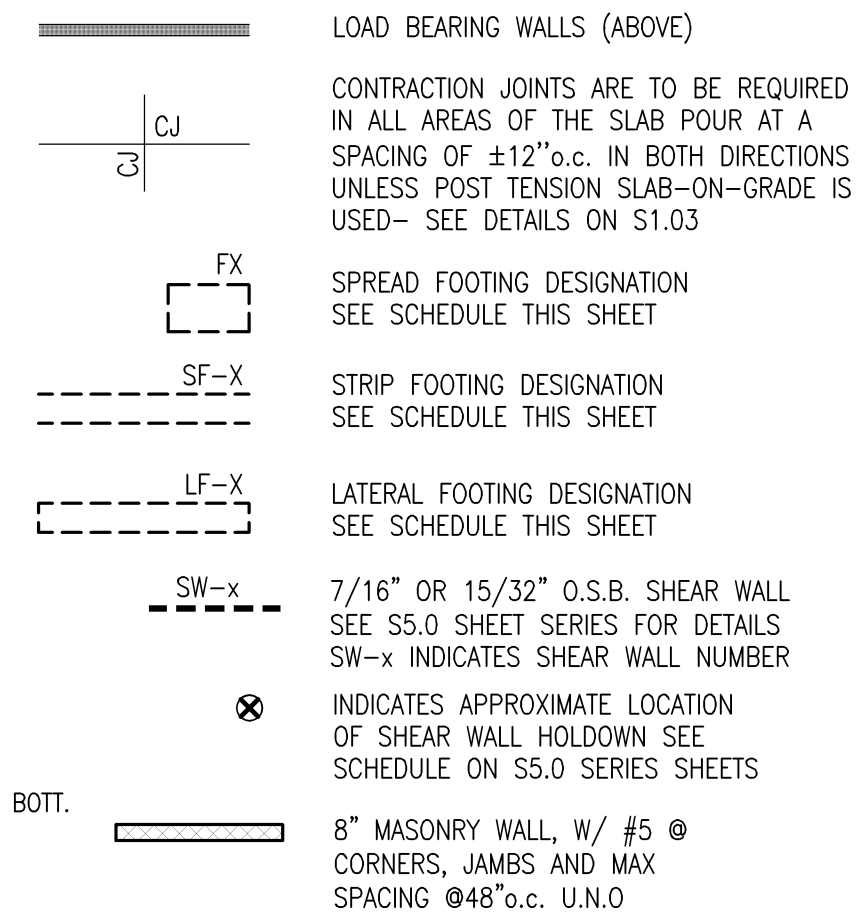 LOAD BEARING WALLS (ABOVE)
CJ
CJ
CONTRACTION JOINTS ARE TO BE REQUIRED
IN ALL AREAS OF THE SLAB POUR AT A
SPACING OF ±12''o.c. IN BOTH DIRECTIONS
UNLESS POST TENSION SLAB-ON-GRADE IS
USED- SEE DETAILS ON S1.03
FX
SPREAD FOOTING DESIGNATION
SEE SCHEDULE THIS SHEET
SF-X
STRIP FOOTING DESIGNATION
SEE SCHEDULE THIS SHEET
LF-X
LATERAL FOOTING DESIGNATION
SEE SCHEDULE THIS SHEET
SW-x
7/16" OR 15/32" O.S.B. SHEAR WALL
SEE S5.0 SHEET SERIES FOR DETAILS
SW-x INDICATES SHEAR WALL NUMBER
INDICATES APPROXIMATE LOCATION
OF SHEAR WALL HOLDOWN SEE
SCHEDULE ON S5.0 SERIES SHEETS
BOTT.
8" MASONRY WALL, W/ #5 @
CORNERS, JAMBS AND MAX
SPACING @48"o.c. U.N.O